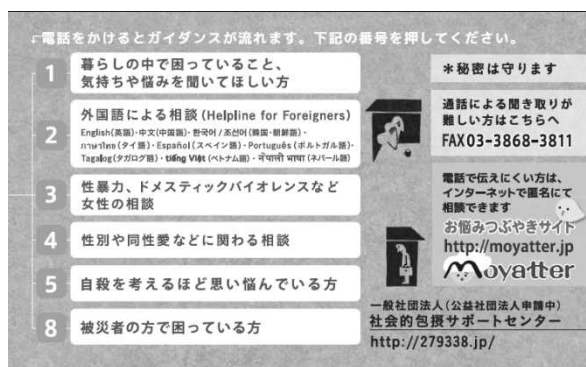 電話をかけるとガイダンスが流れます。下記の番号を押してください。
1
暮らしの中で困っていること、
気持ちや悩みを聞いてほしい方
2
外国語による相談(Helpline for Foreigners)
English(英語)・中文(中国語)・한국어/조선어(韓国・朝鮮語)・
ภาษาไทย(タイ語)・Español(スペイン語)・Português(ポルトガル語)・
Tagalog(タガログ語)・tiếng Việt(ベトナム語)・नेपाली भाषा(ネパール語)
3
性暴力、ドメスティックバイオレンスなど
女性の相談
4
性別や同性愛などに関わる相談
5
自殺を考えるほど思い悩んでいる方
8
被災者の方で困っている方
*秘密は守ります
通話による聞き取りが
難しい方はこちらへ
FAX03-3868-3811
電話で伝えにくい方は、
インターネットで匿名にて
相談できます
お悩みつぶやきサイト
http://moyatter.jp
Moyatter
一般社団法人(公益社団法人申請中)
社会的包摂サポートセンター
http://279338.jp/